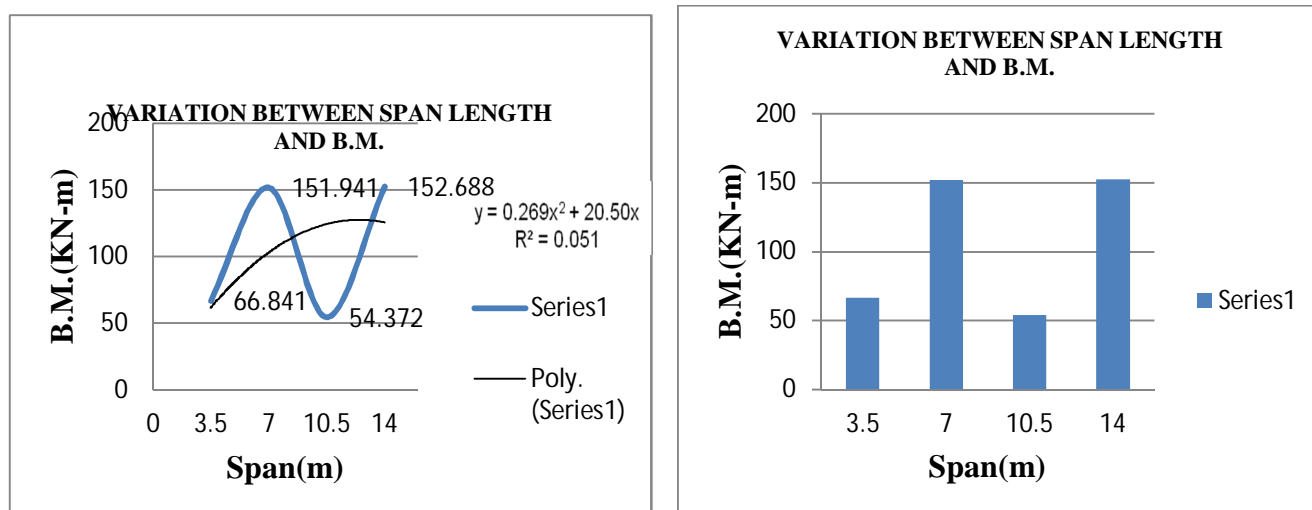 VARIATION BETWEEN SPAN LENGTH
AND B.M.
200
150
100
50
0
151.941
152.688
66.841
54.372
y = 0.269x² + 20.50x
R² = 0.051
Series1
Poly.
(Series1)
0 3.5 7 10.5 14
B.M.(KN-m)
Span(m)
VARIATION BETWEEN SPAN LENGTH
AND B.M.
200
150
100
50
0
3.5 7 10.5 14
B.M.(KN-m)
Span(m)
Series1